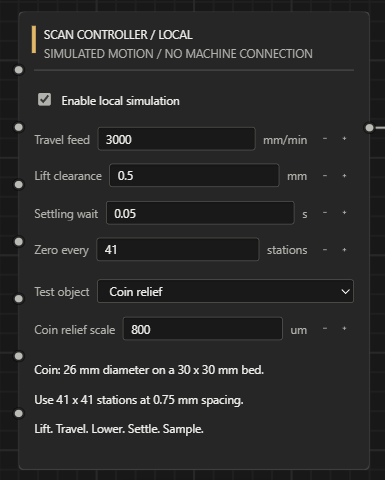 SCAN CONTROLLER / LOCAL
SIMULATED MOTION / NO MACHINE CONNECTION
Enable local simulation
Travel feed 3000 mm/min - +
Lift clearance 0.5 mm - +
Settling wait 0.05 s - +
Zero every 41 stations - +
Test object Coin relief
Coin relief scale 800 um - +
Coin: 26 mm diameter on a 30 x 30 mm bed.
Use 41 x 41 stations at 0.75 mm spacing.
Lift. Travel. Lower. Settle. Sample.